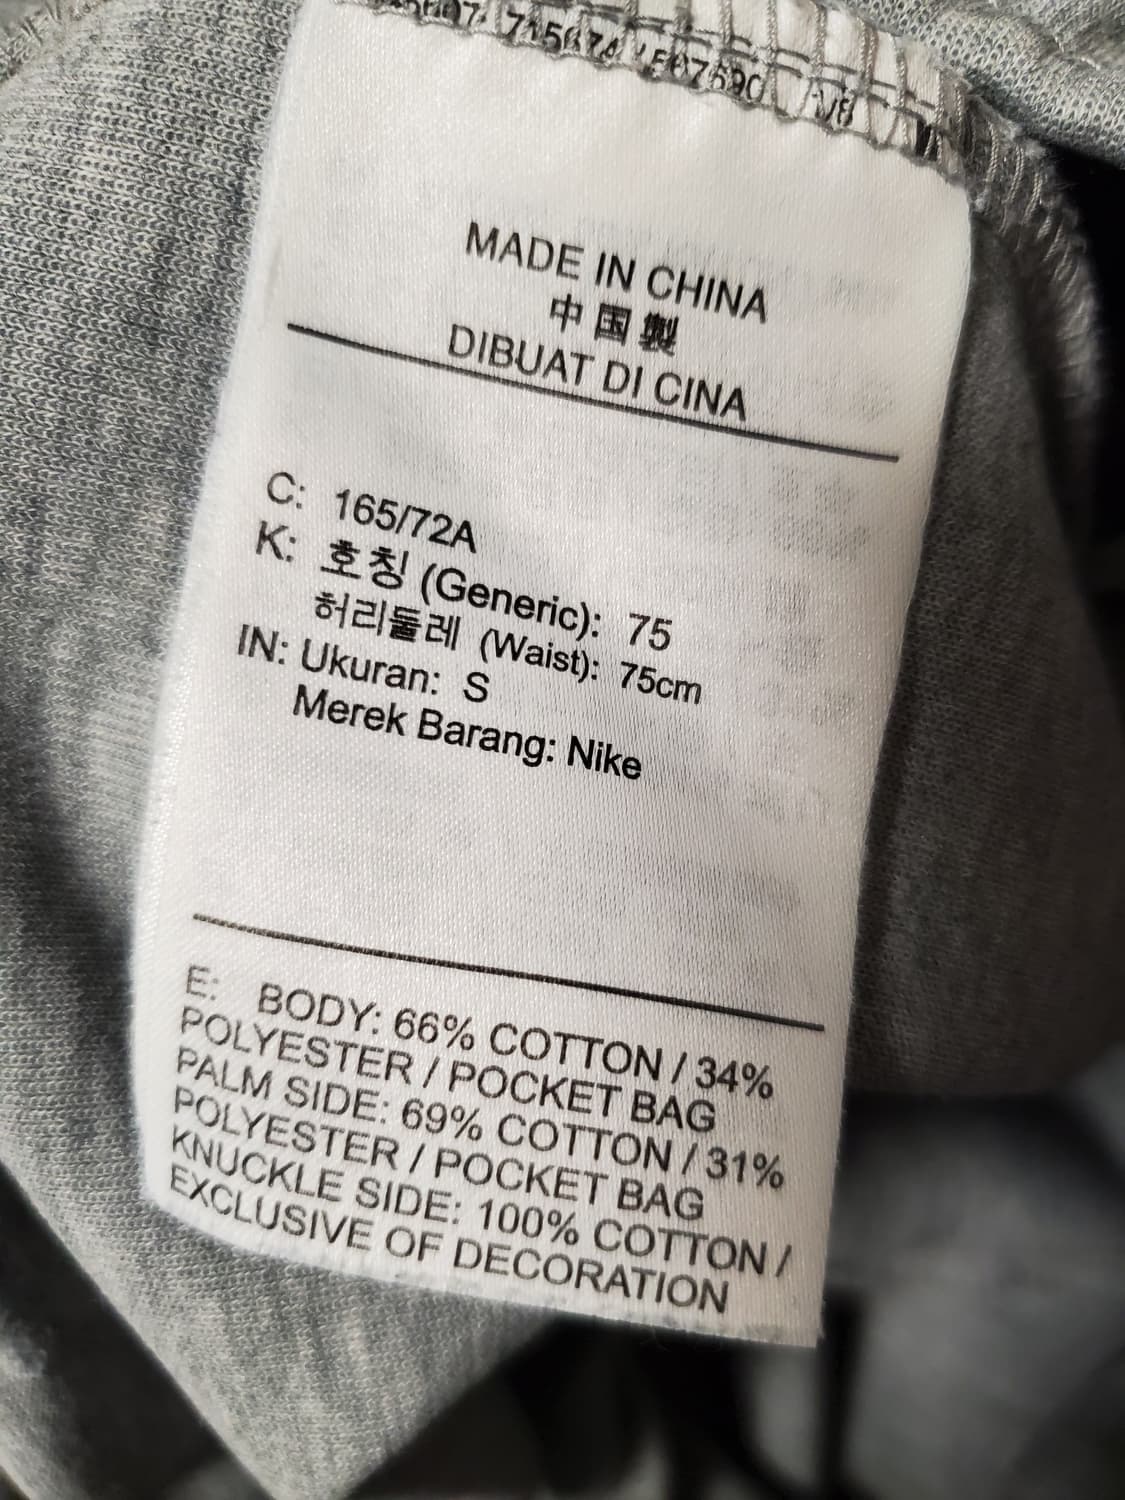 MADE IN CHINA
中国製
DIBUAT DI CINA
C: 165/72A
K: 호칭 (Generic): 75
허리둘레 (Waist): 75cm
IN: Ukuran: S
Merek Barang: Nike
E: BODY: 66% COTTON / 34%
POLYESTER / POCKET BAG
PALM SIDE: 69% COTTON / 31%
POLYESTER / POCKET BAG
KNUCKLE SIDE: 100% COTTON /
EXCLUSIVE OF DECORATION